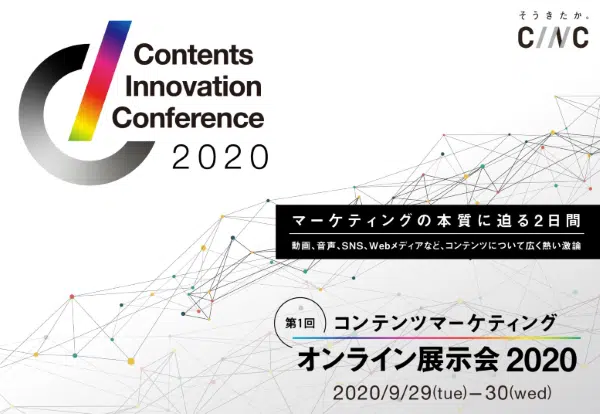 Contents
Innovation
Conference
2020
そうきたか。
CINC
マーケティングの本質に迫る2日間
動画、音声、SNS、Webメディアなど、コンテンツについて広く熱い激論
第1回
コンテンツマーケティング
オンライン展示会 2020
2020/9/29(tue)－30(wed)